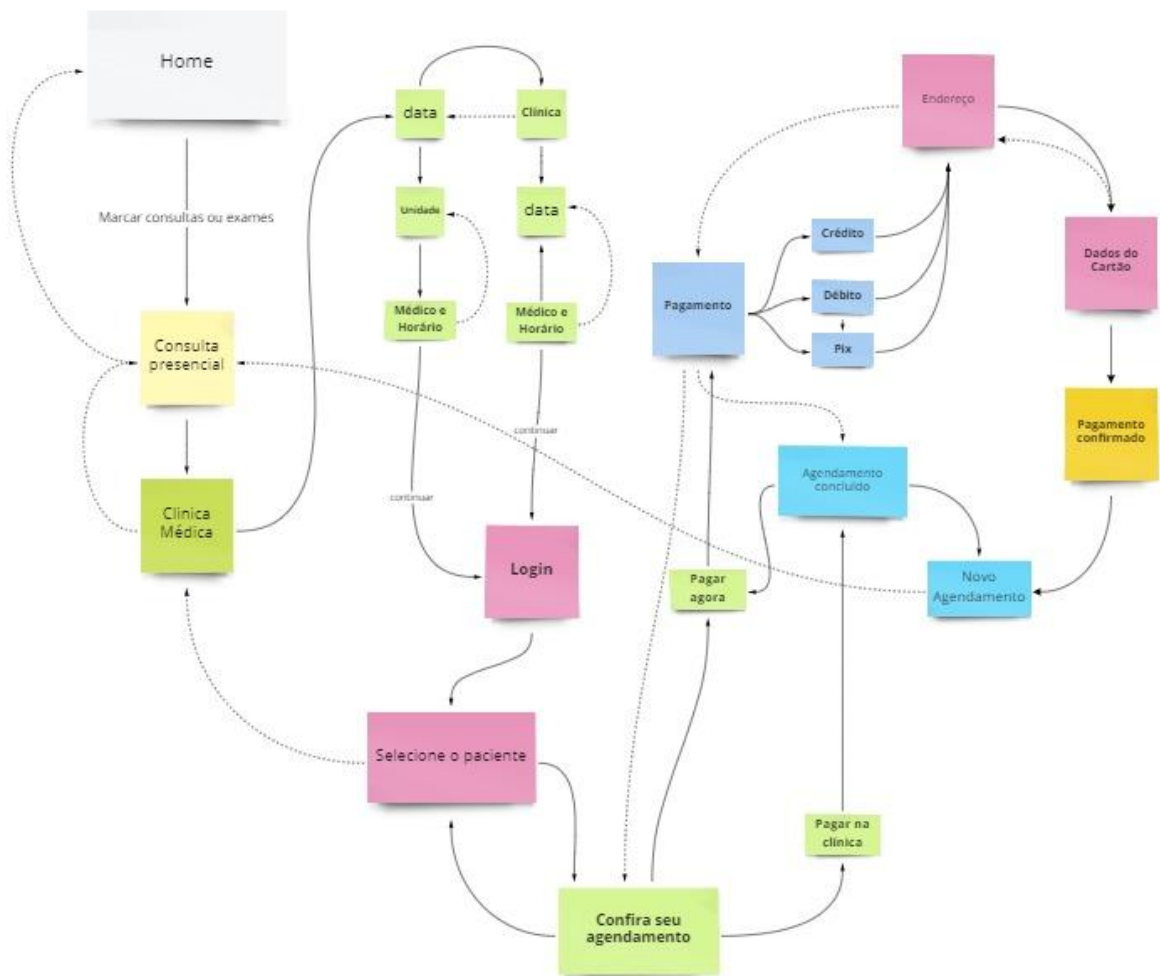 Home
Marcar consultas ou exames
Consulta
presencial
Clínica
Médica
data
Clínica
Unidade
data
Médico e
Horário
Médico e
Horário
continuar
continuar
Login
Selecione o paciente
Confira seu
agendamento
Pagar
agora
Pagar na
clínica
Pagamento
Crédito
Débito
Pix
Endereço
Dados do
Cartão
Pagamento
confirmado
Agendamento
concluído
Novo
Agendamento